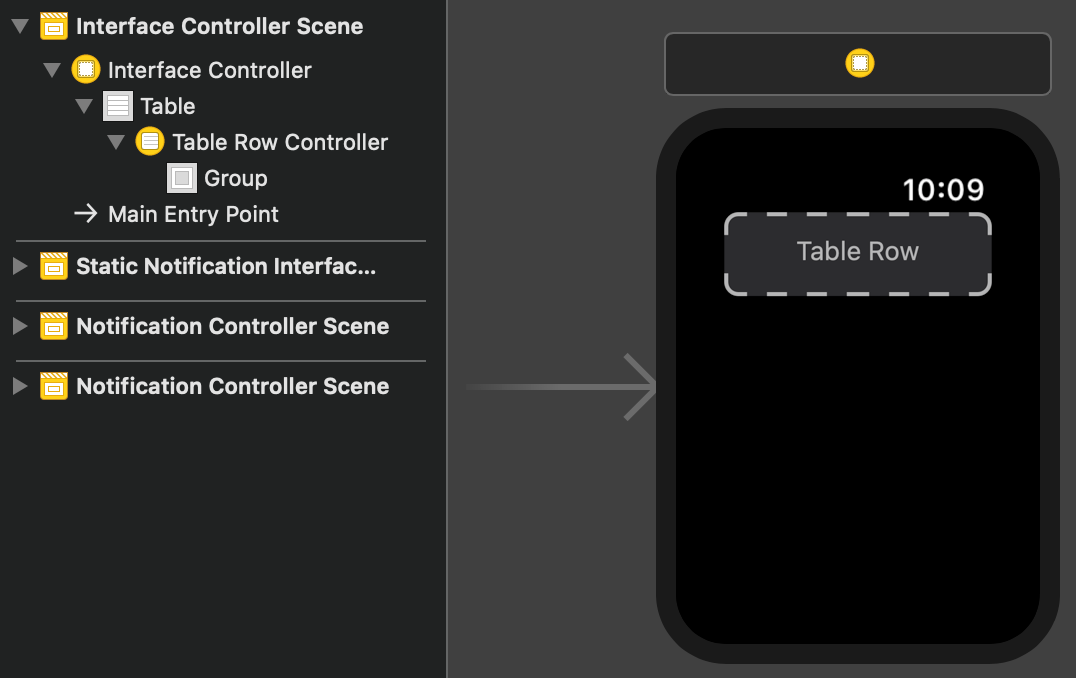 Interface Controller Scene
Interface Controller
Table
Table Row Controller
Group
Main Entry Point
Static Notification Interfac...
Notification Controller Scene
Notification Controller Scene
10:09
Table Row